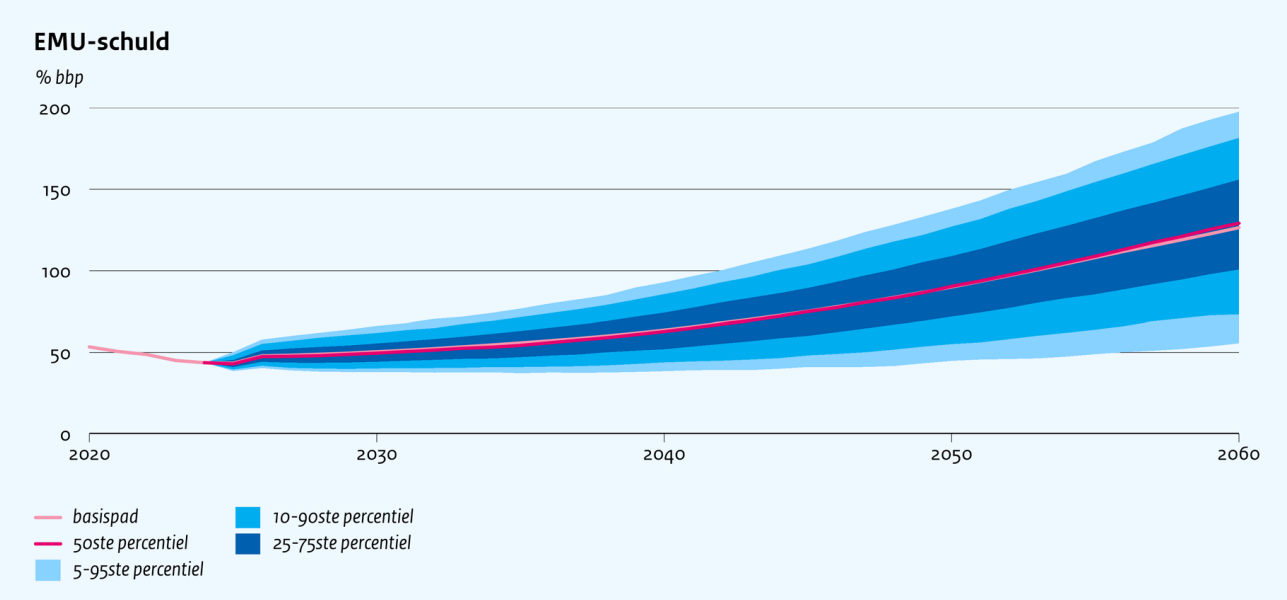 EMU-schuld
% bbp
200
150
100
50
0
2020 2030 2040 2050 2060
basispad
50ste percentiel
5-95ste percentiel
10-90ste percentiel
25-75ste percentiel